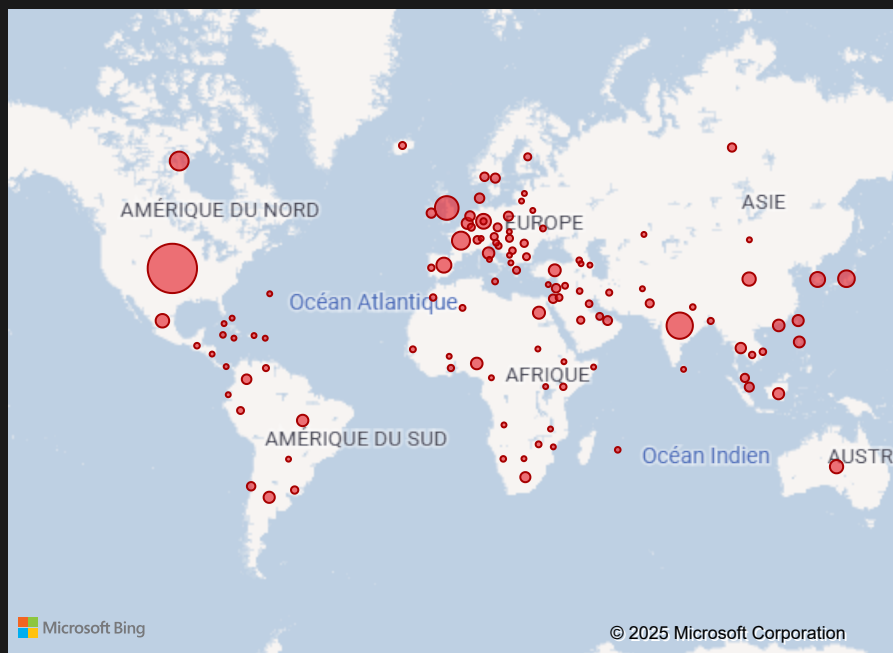 ASIE
AMÉRIQUE DU NORD
EUROPE
Océan Atlantique
AFRIQUE
AMÉRIQUE DU SUD
Océan Indien
AUSTR
Microsoft Bing
© 2025 Microsoft Corporation